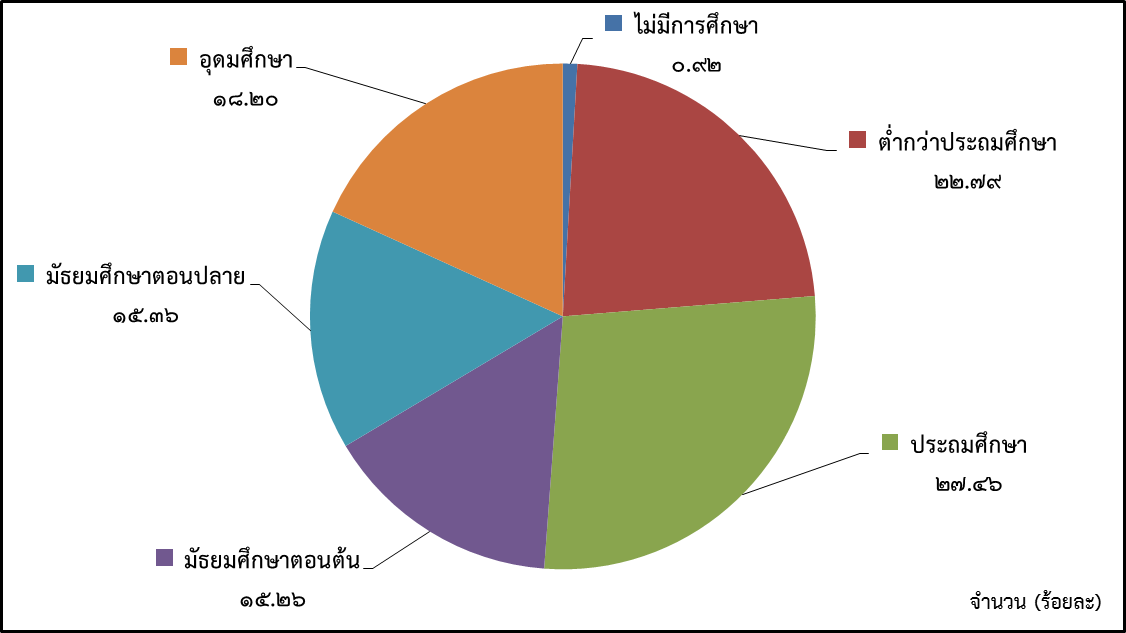 ไม่มีการศึกษา
๐.๙๒
ต่ำกว่าประถมศึกษา
๒๒.๗๙
ประถมศึกษา
๒๗.๔๖
มัธยมศึกษาตอนต้น
๑๕.๒๖
มัธยมศึกษาตอนปลาย
๑๕.๓๖
อุดมศึกษา
๑๘.๒๐
จำนวน (ร้อยละ)